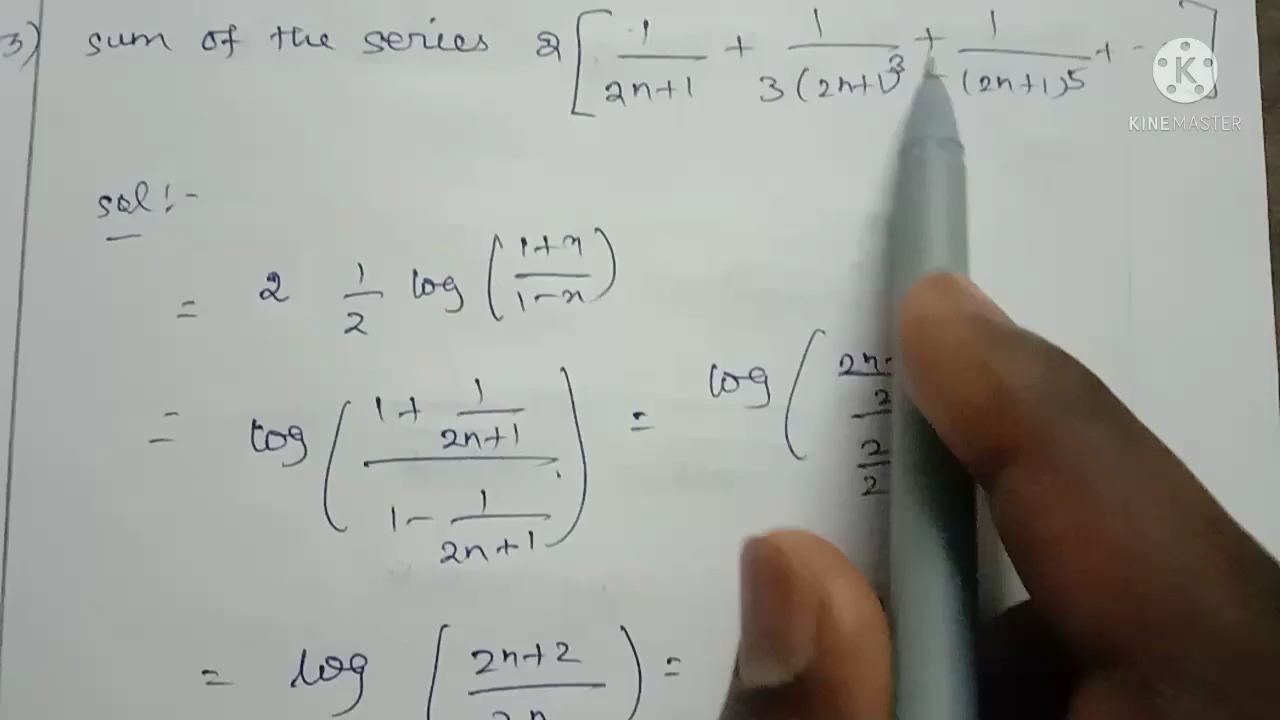 3) sum of the series 2[ 1/(2n+1) + 1/(3(2n+1)³) + 1/((2n+1)⁵) + - ]
KINEMASTER
sol:-
= 2 1/2 log ( (1+x)/(1-x) )
= log ( (1 + 1/(2n+1)) / (1 - 1/(2n+1)) ) = log (
= log ( (2n+2)/2n ) =